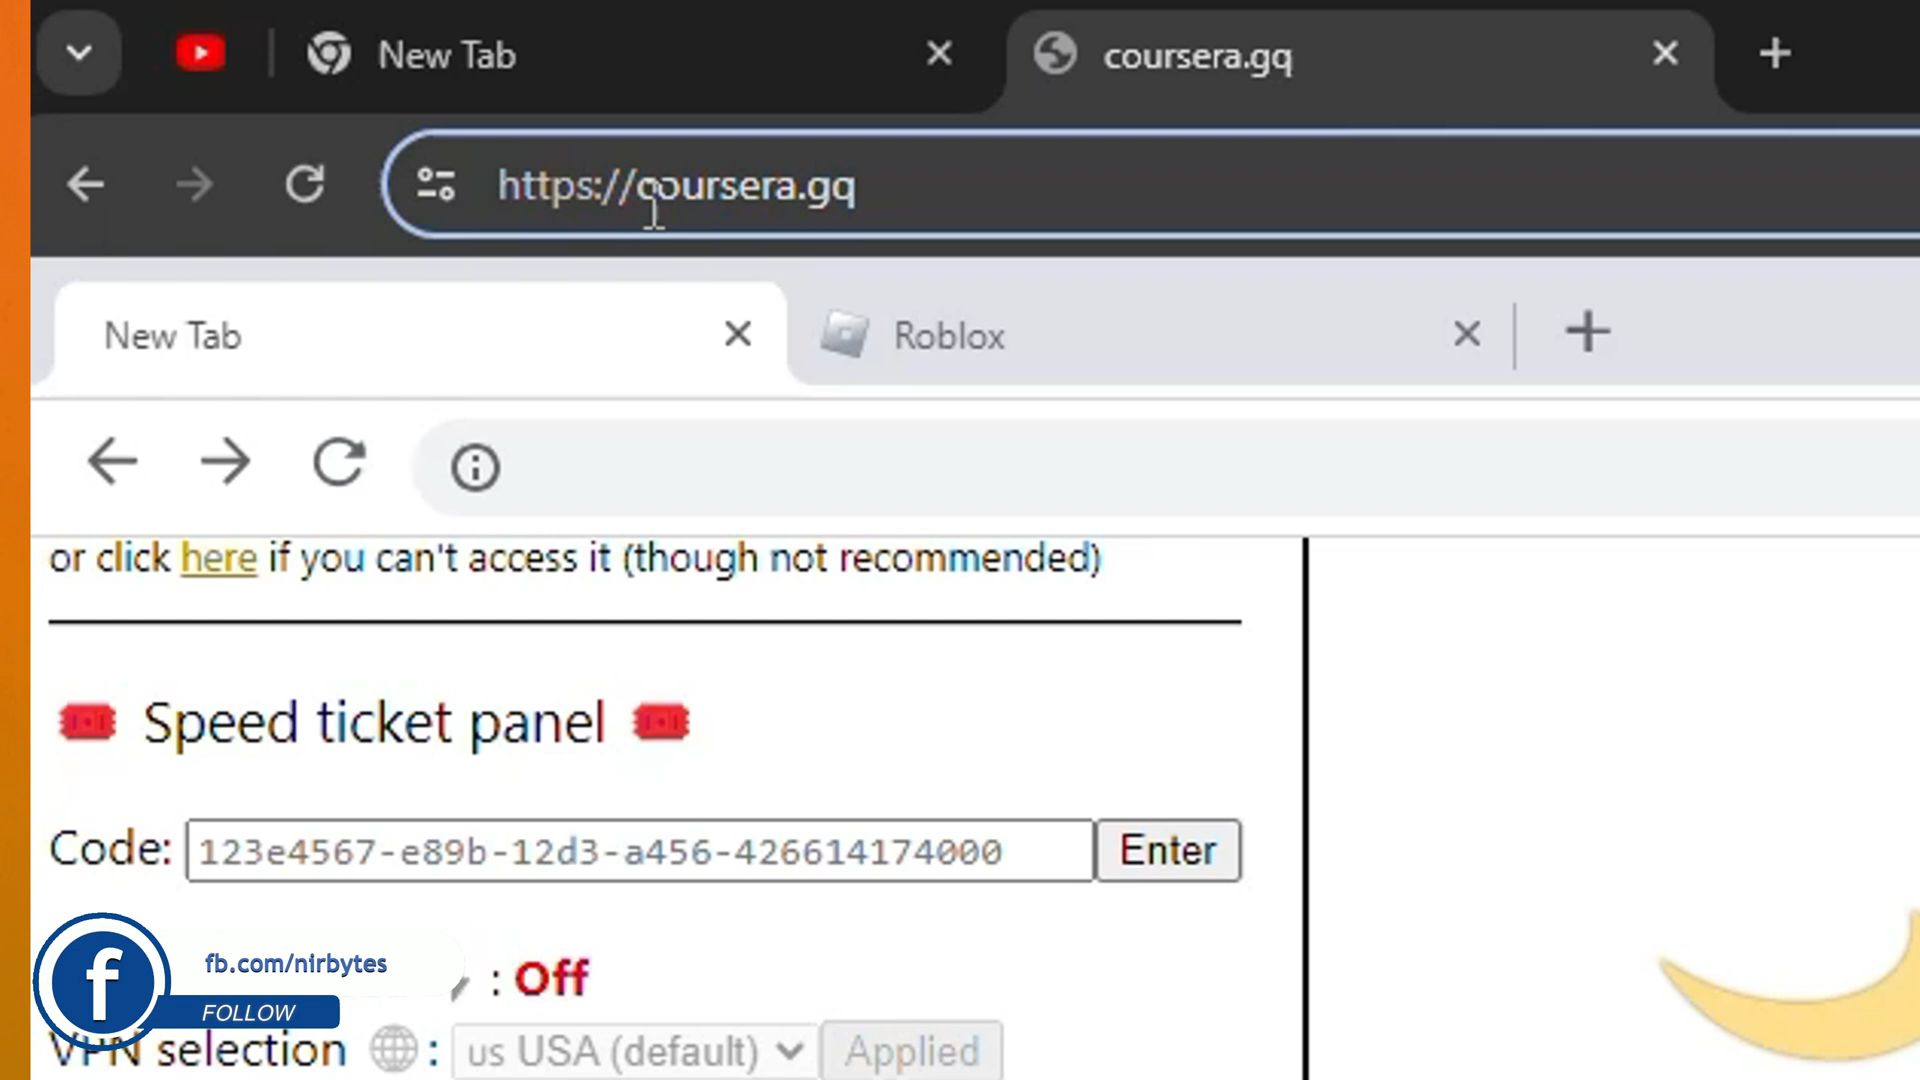 New Tab
coursera.gq
https://coursera.gq
New Tab
Roblox
or click here if you can't access it (though not recommended)
Speed ticket panel
Code: 123e4567-e89b-12d3-a456-426614174000 Enter
: Off
fb.com/nirbytes
FOLLOW
VPN selection : us USA (default) Applied